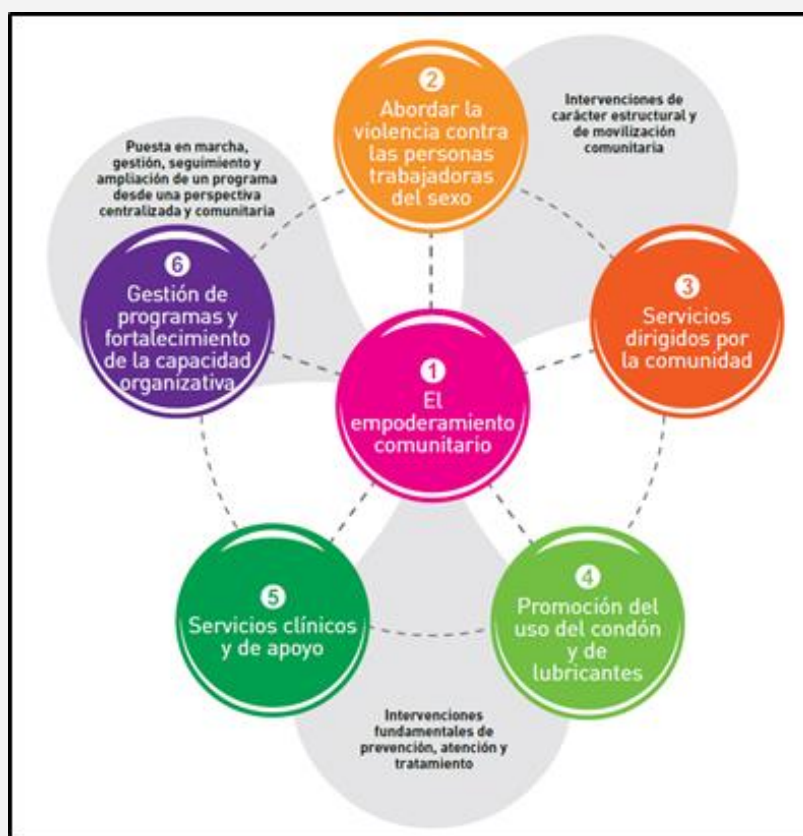 2
Abordar la
violencia contra
las personas
trabajadoras
del sexo
Intervenciones de
carácter estructural y
de movilización
comunitaria
Puesta en marcha,
gestión, seguimiento y
ampliación de un programa
desde una perspectiva
centralizada y comunitaria
6
Gestión de
programas y
fortalecimiento
de la capacidad
organizativa
3
Servicios
dirigidos por
la comunidad
1
El
empoderamiento
comunitario
5
Servicios clínicos
y de apoyo
4
Promoción del
uso del condón
y de
lubricantes
Intervenciones
fundamentales de
prevención, atención y
tratamiento